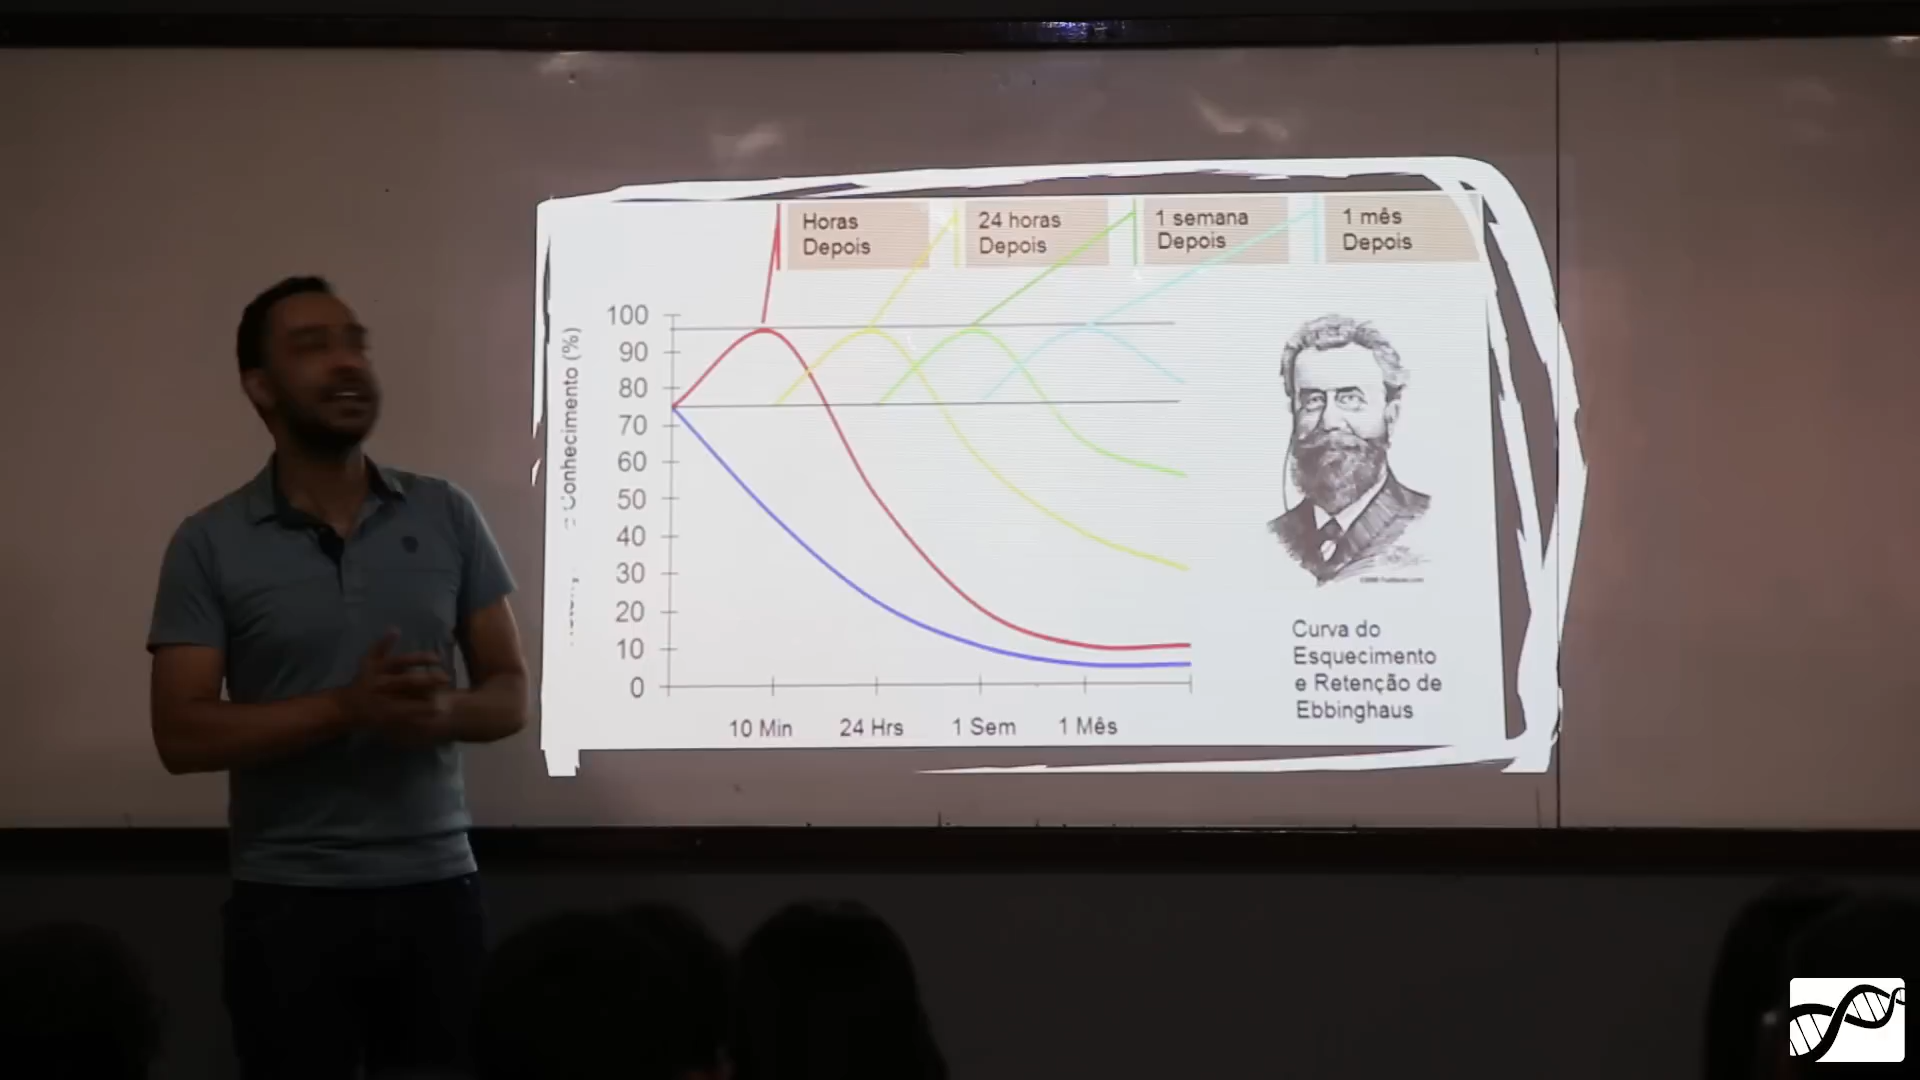 Horas
Depois
24 horas
Depois
1 semana
Depois
1 mês
Depois
Conhecimento (%)
100
90
80
70
60
50
40
30
20
10
0
10 Min
24 Hrs
1 Sem
1 Mês
Curva do
Esquecimento
e Retenção de
Ebbinghaus